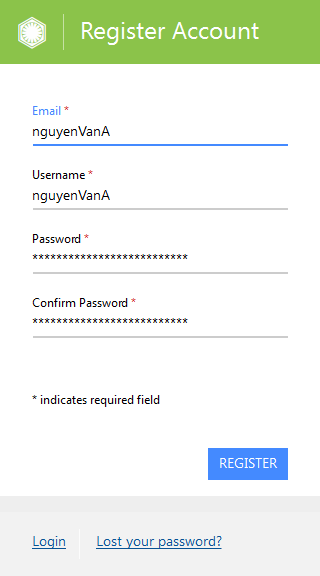 Register Account
Email *
nguyenVanA
Username *
nguyenVanA
Password *
**************************
Confirm Password *
**************************
* indicates required field
REGISTER
Login
Lost your password?